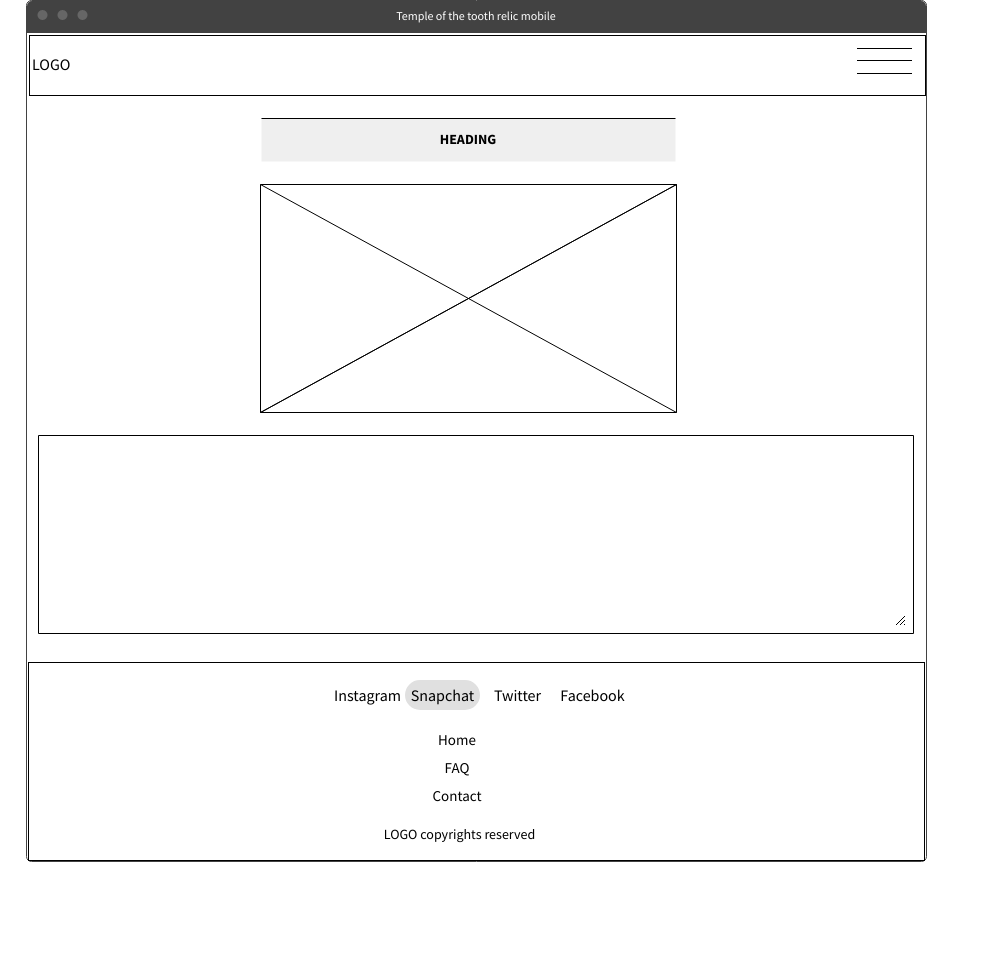 Temple of the tooth relic mobile
LOGO
HEADING
Instagram Snapchat Twitter Facebook
Home
FAQ
Contact
LOGO copyrights reserved